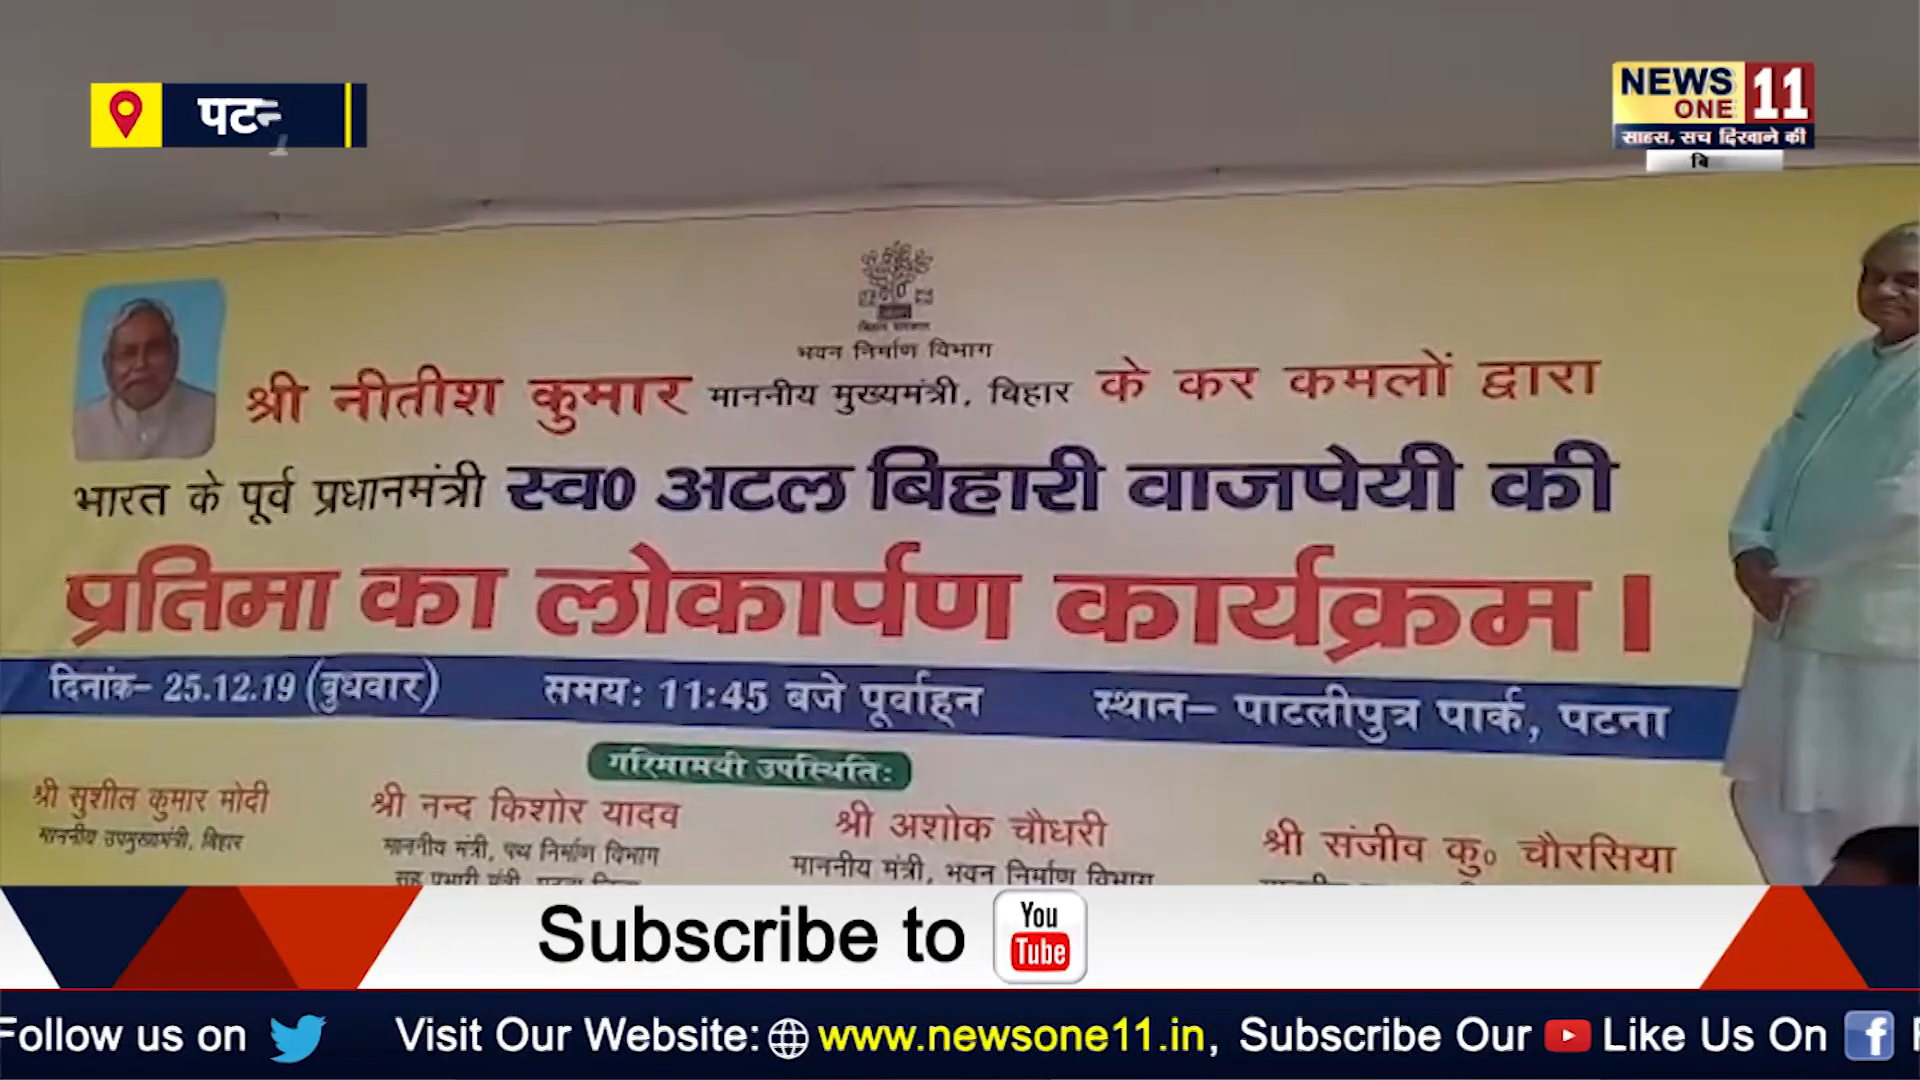 NEWS
ONE 11
साहस, सच दिखाने की
बि
बिहार सरकार
भवन निर्माण विभाग
श्री नीतीश कुमार माननीय मुख्यमंत्री, बिहार के कर कमलों द्वारा
भारत के पूर्व प्रधानमंत्री स्व0 अटल बिहारी वाजपेयी की
प्रतिमा का लोकार्पण कार्यक्रम।
दिनांक- 25.12.19 (बुधवार) समय: 11:45 बजे पूर्वाहन स्थान- पाटलीपुत्र पार्क, पटना
गरिमामयी उपस्थिति:
श्री सुशील कुमार मोदी श्री नन्द किशोर यादव श्री अशोक चौधरी श्री संजीव कु0 चौरसिया
माननीय उपमुख्यमंत्री, बिहार माननीय मंत्री, पथ निर्माण विभाग माननीय मंत्री, भवन निर्माण विभाग
Subscribe to You Tube
Follow us on Visit Our Website: www.newsone11.in, Subscribe Our Like Us On f